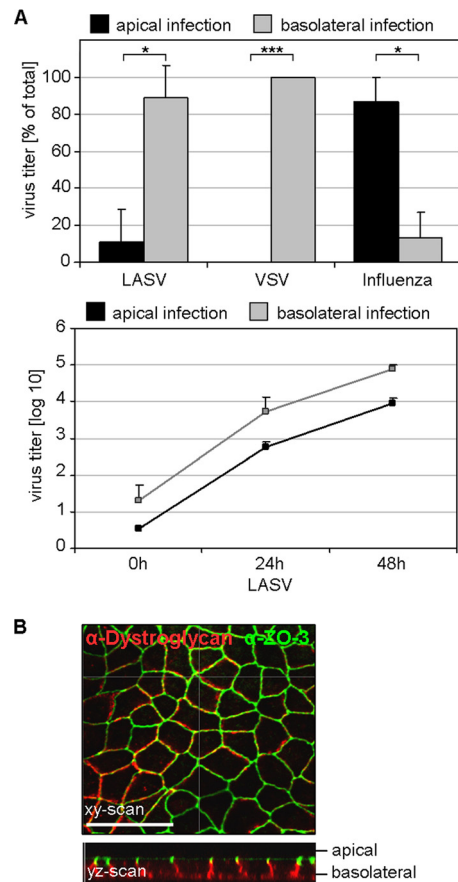 A
apical infection
basolateral infection
virus titer [% of total]
100
80
60
40
20
0
*
***
*
LASV
VSV
Influenza
apical infection
basolateral infection
virus titer [log 10]
6
5
4
3
2
1
0
0h
24h
48h
LASV
B
α-Dystroglycan α-ZO-3
xy-scan
yz-scan
apical
basolateral